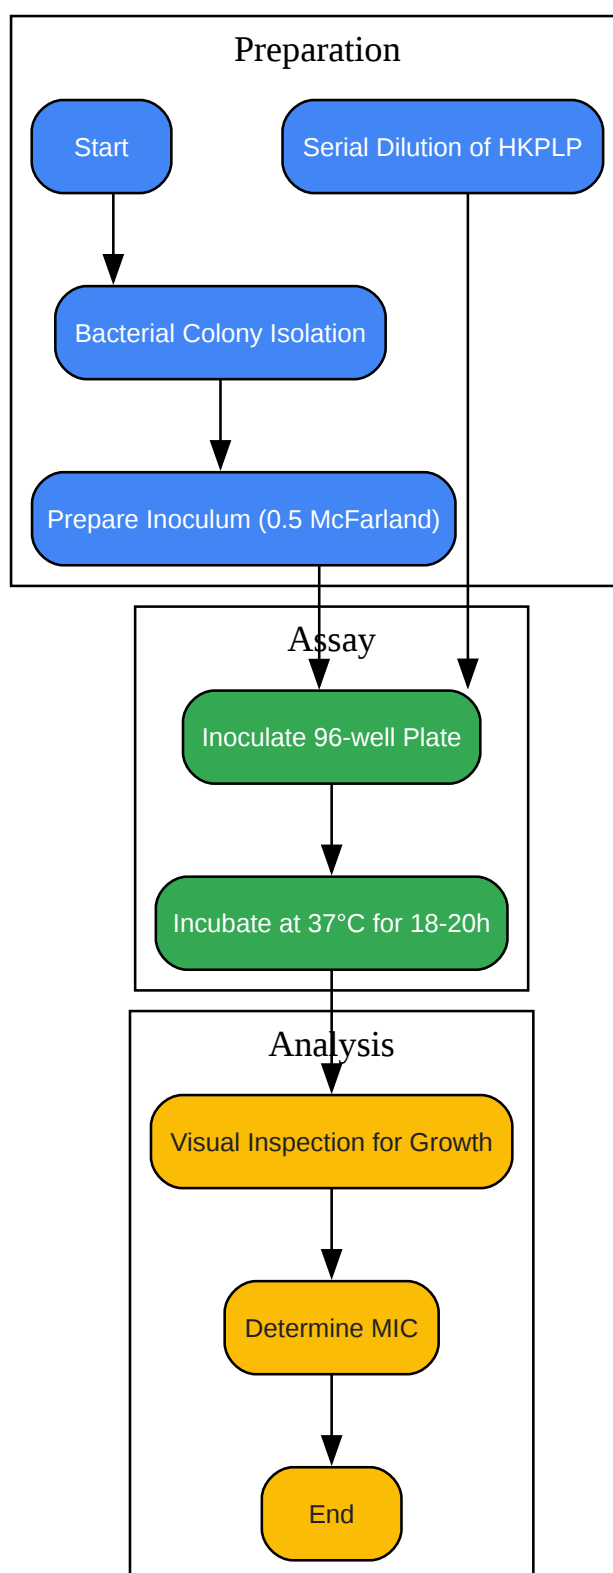 Preparation
Start
Serial Dilution of HKPLP
Bacterial Colony Isolation
Prepare Inoculum (0.5 McFarland)
Assay
Inoculate 96-well Plate
Incubate at 37°C for 18-20h
Analysis
Visual Inspection for Growth
Determine MIC
End